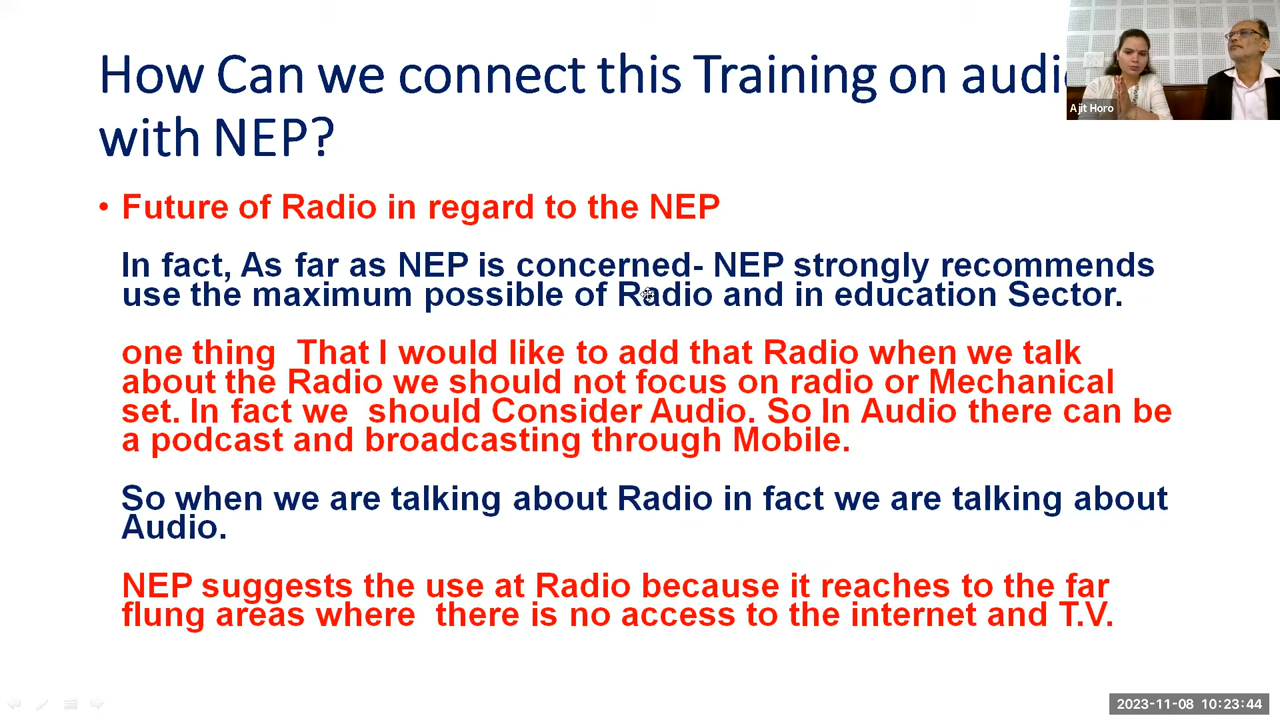 How Can we connect this Training on audi
with NEP?
Ajit Horo
• Future of Radio in regard to the NEP
In fact, As far as NEP is concerned- NEP strongly recommends
use the maximum possible of Radio and in education Sector.
one thing That I would like to add that Radio when we talk
about the Radio we should not focus on radio or Mechanical
set. In fact we should Consider Audio. So In Audio there can be
a podcast and broadcasting through Mobile.
So when we are talking about Radio in fact we are talking about
Audio.
NEP suggests the use at Radio because it reaches to the far
flung areas where there is no access to the internet and T.V.
2023-11-08 10:23:44